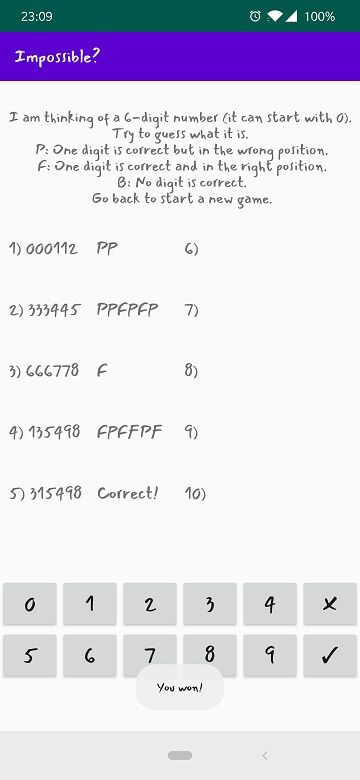 23:09
100%
Impossible?
I am thinking of a 6-digit number (it can start with 0).
Try to guess what it is.
P: One digit is correct but in the wrong position.
F: One digit is correct and in the right position.
B: No digit is correct.
Go back to start a new game.
1) 000112 PP 6)
2) 333445 PPFPFP 7)
3) 666778 F 8)
4) 135498 FPFFPF 9)
5) 315498 Correct! 10)
0 1 2 3 4 ✗
5 6 7 8 9 ✓
You won!